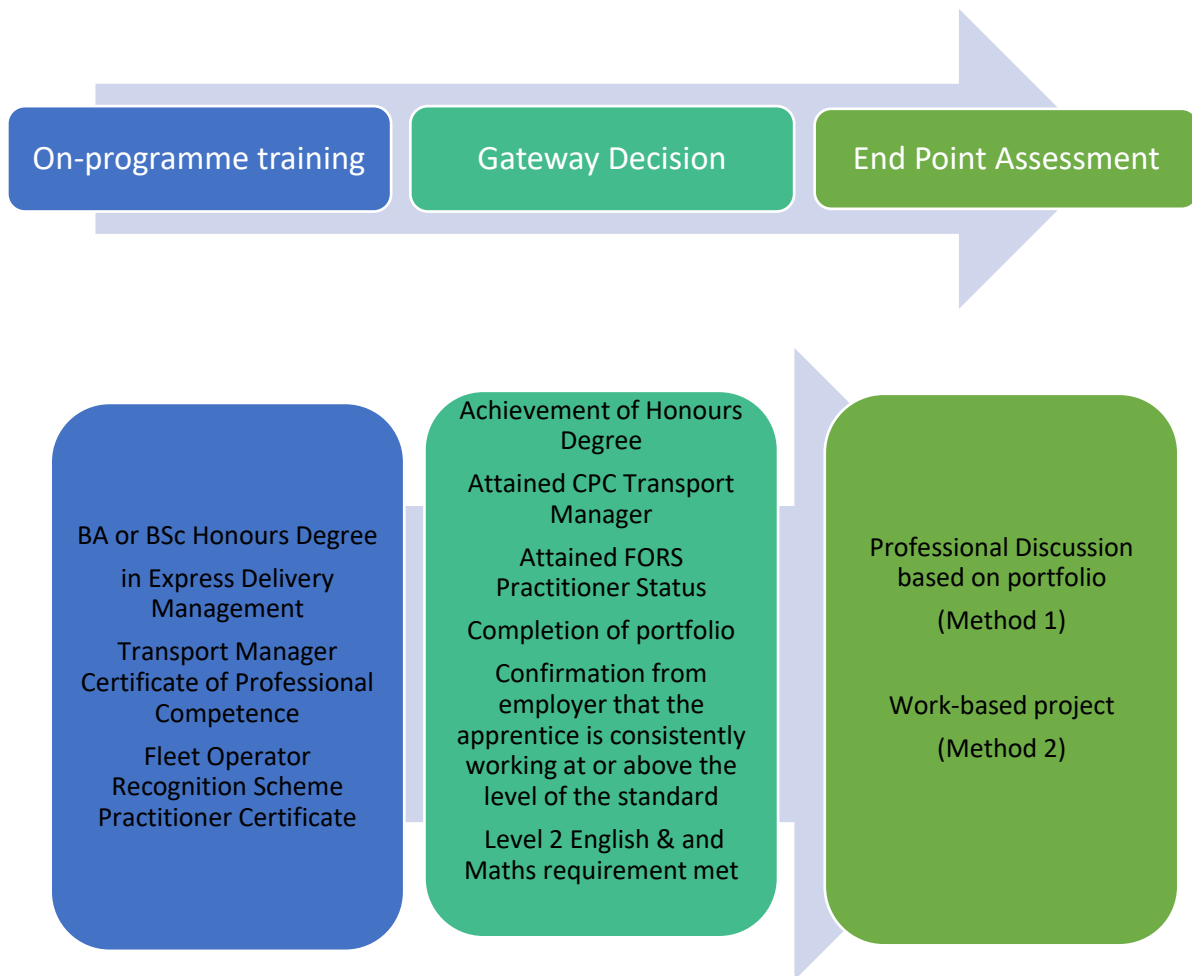 On-programme training
Gateway Decision
End Point Assessment
BA or BSc Honours Degree
in Express Delivery
Management
Transport Manager
Certificate of Professional
Competence
Fleet Operator
Recognition Scheme
Practitioner Certificate
Achievement of Honours
Degree
Attained CPC Transport
Manager
Attained FORS
Practitioner Status
Completion of portfolio
Confirmation from
employer that the
apprentice is consistently
working at or above the
level of the standard
Level 2 English & and
Maths requirement met
Professional Discussion
based on portfolio
(Method 1)
Work-based project
(Method 2)